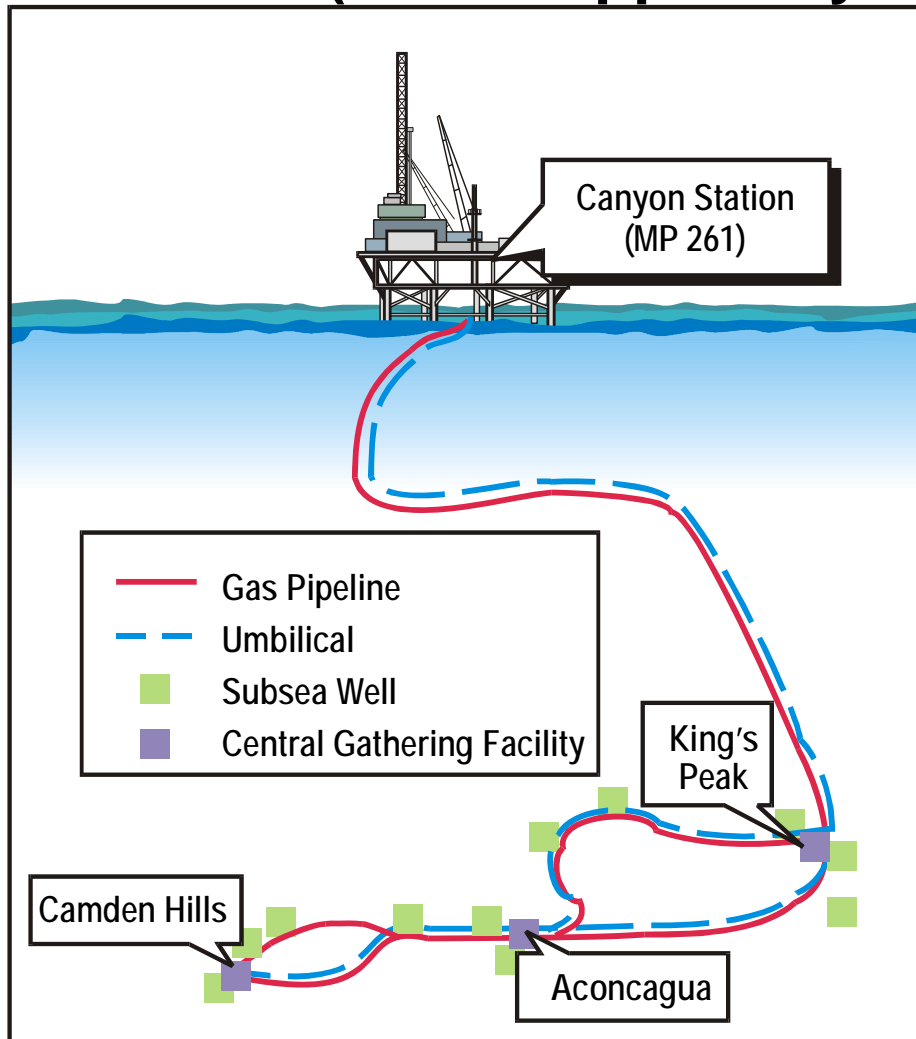 Canyon Station
(MP 261)
Gas Pipeline
Umbilical
Subsea Well
Central Gathering Facility
King's
Peak
Camden Hills
Aconcagua